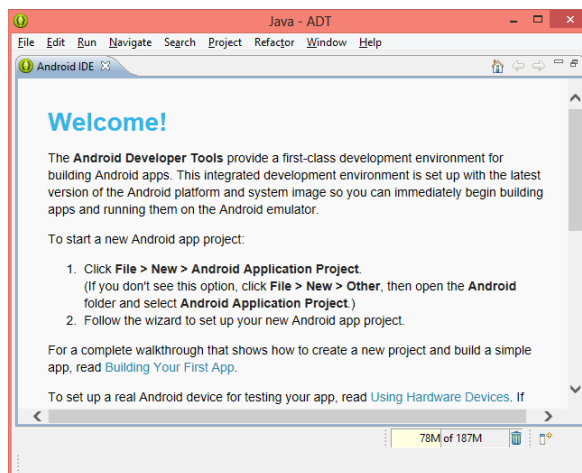 Java - ADT
File Edit Run Navigate Search Project Refactor Window Help
Android IDE
Welcome!
The Android Developer Tools provide a first-class development environment for
building Android apps. This integrated development environment is set up with the latest
version of the Android platform and system image so you can immediately begin building
apps and running them on the Android emulator.
To start a new Android app project:
1. Click File > New > Android Application Project.
(If you don't see this option, click File > New > Other, then open the Android
folder and select Android Application Project.)
2. Follow the wizard to set up your new Android app project.
For a complete walkthrough that shows how to create a new project and build a simple
app, read Building Your First App.
To set up a real Android device for testing your app, read Using Hardware Devices. If
78M of 187M